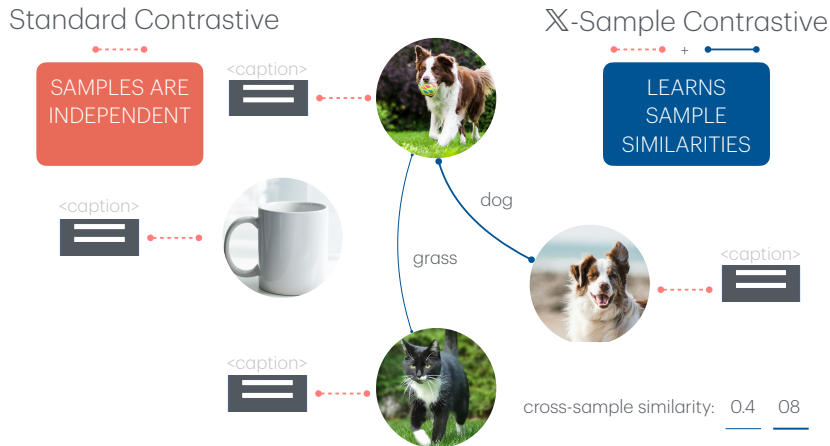 Standard Contrastive
𝕏-Sample Contrastive
+
SAMPLES ARE
INDEPENDENT
<caption>
LEARNS
SAMPLE
SIMILARITIES
<caption>
dog
grass
<caption>
<caption>
cross-sample similarity: 0.4 08